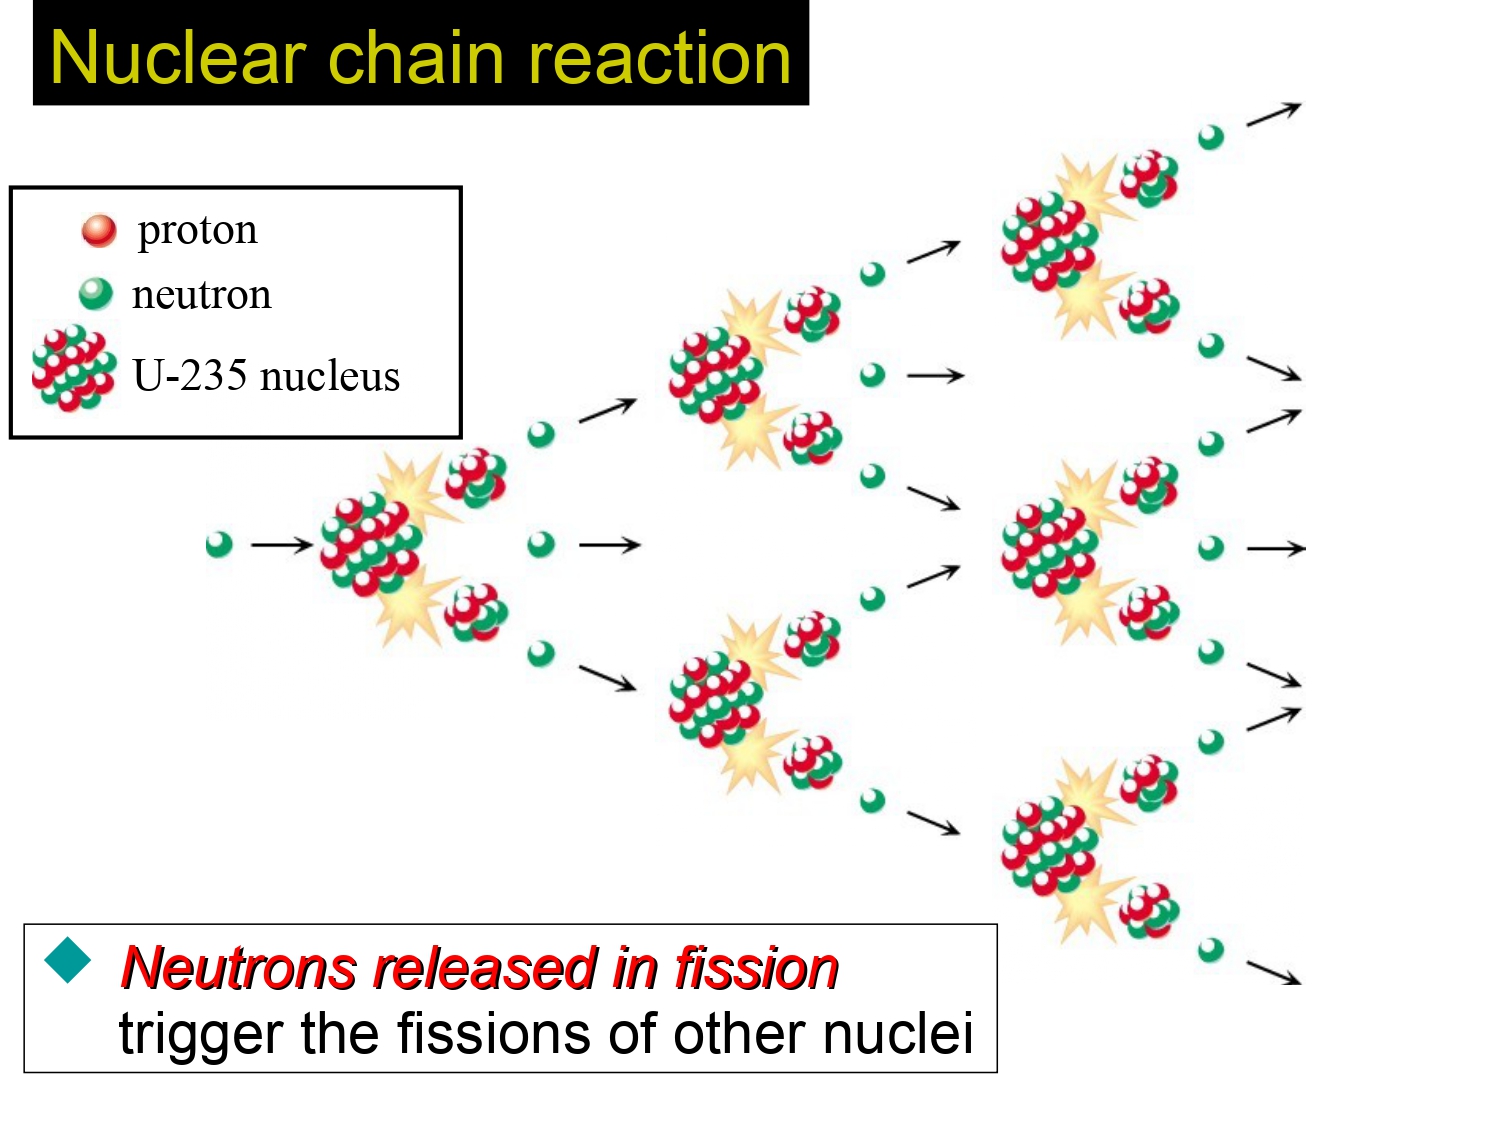 Nuclear chain reaction
proton
neutron
U-235 nucleus
Neutrons released in fission
trigger the fissions of other nuclei